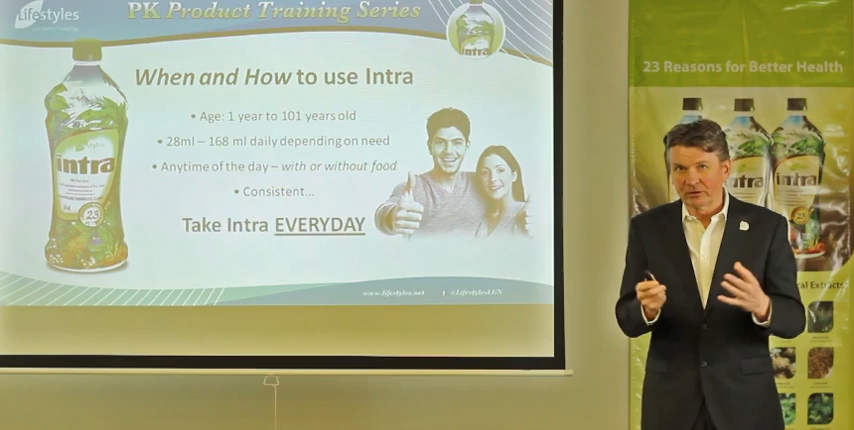 Lifestyles
PK Product Training Series
intra
When and How to use Intra
• Age: 1 year to 101 years old
• 28ml – 168 ml daily depending on need
• Anytime of the day – with or without food
• Consistent...
Take Intra EVERYDAY
intra
23
www.lifestyles.net
@LifestylesLGN
23 Reasons for Better Health
intra
intra
cal Extracts